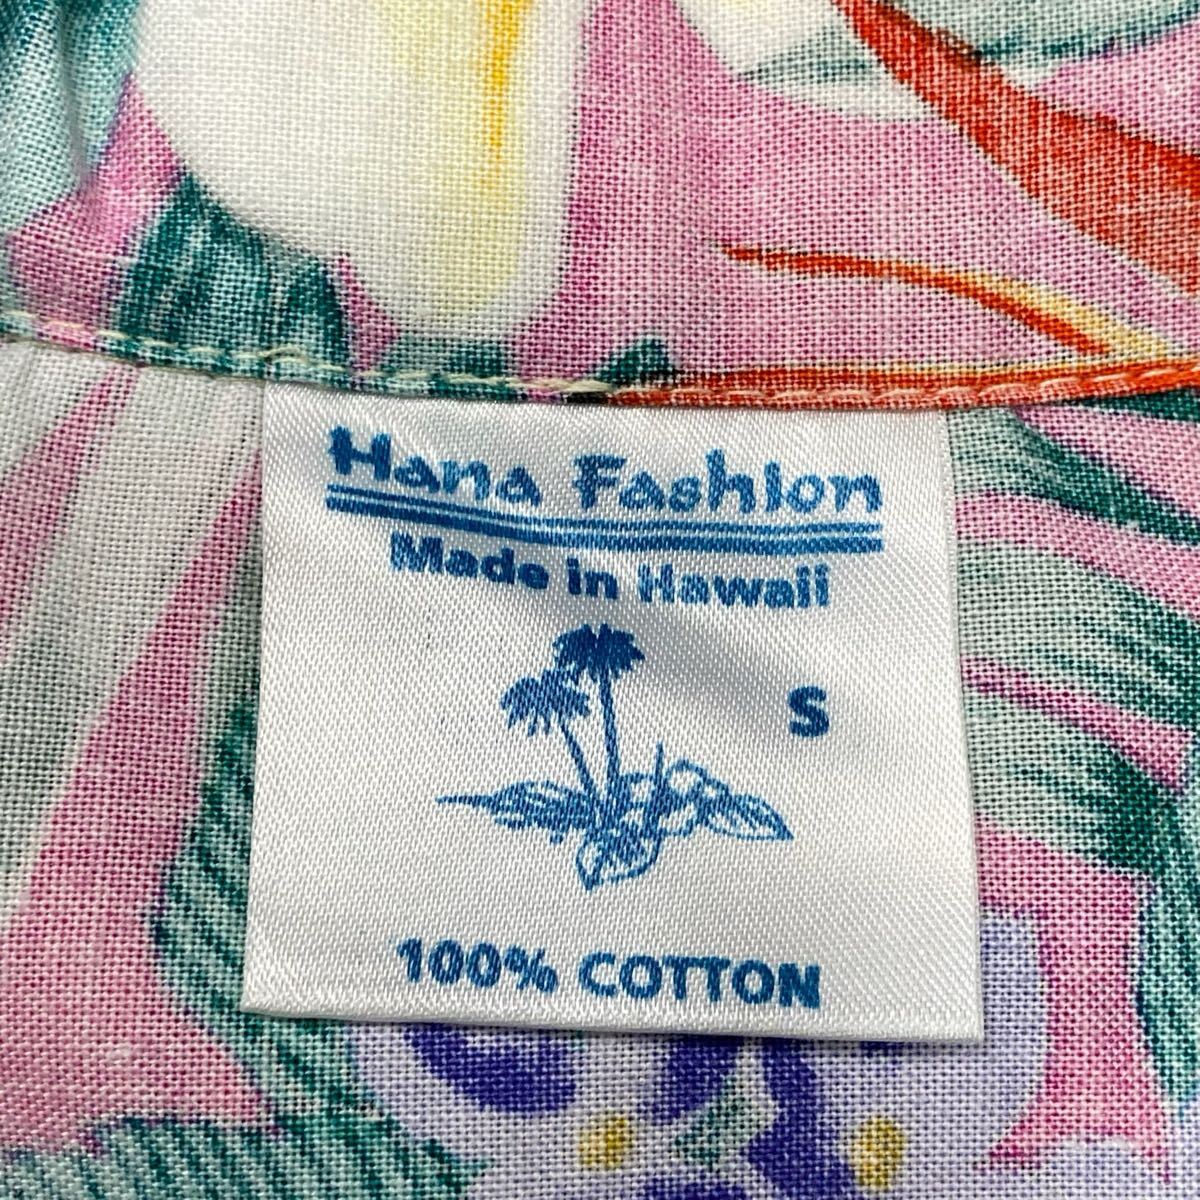 Hana Fashion
Made in Hawaii
S
100% COTTON